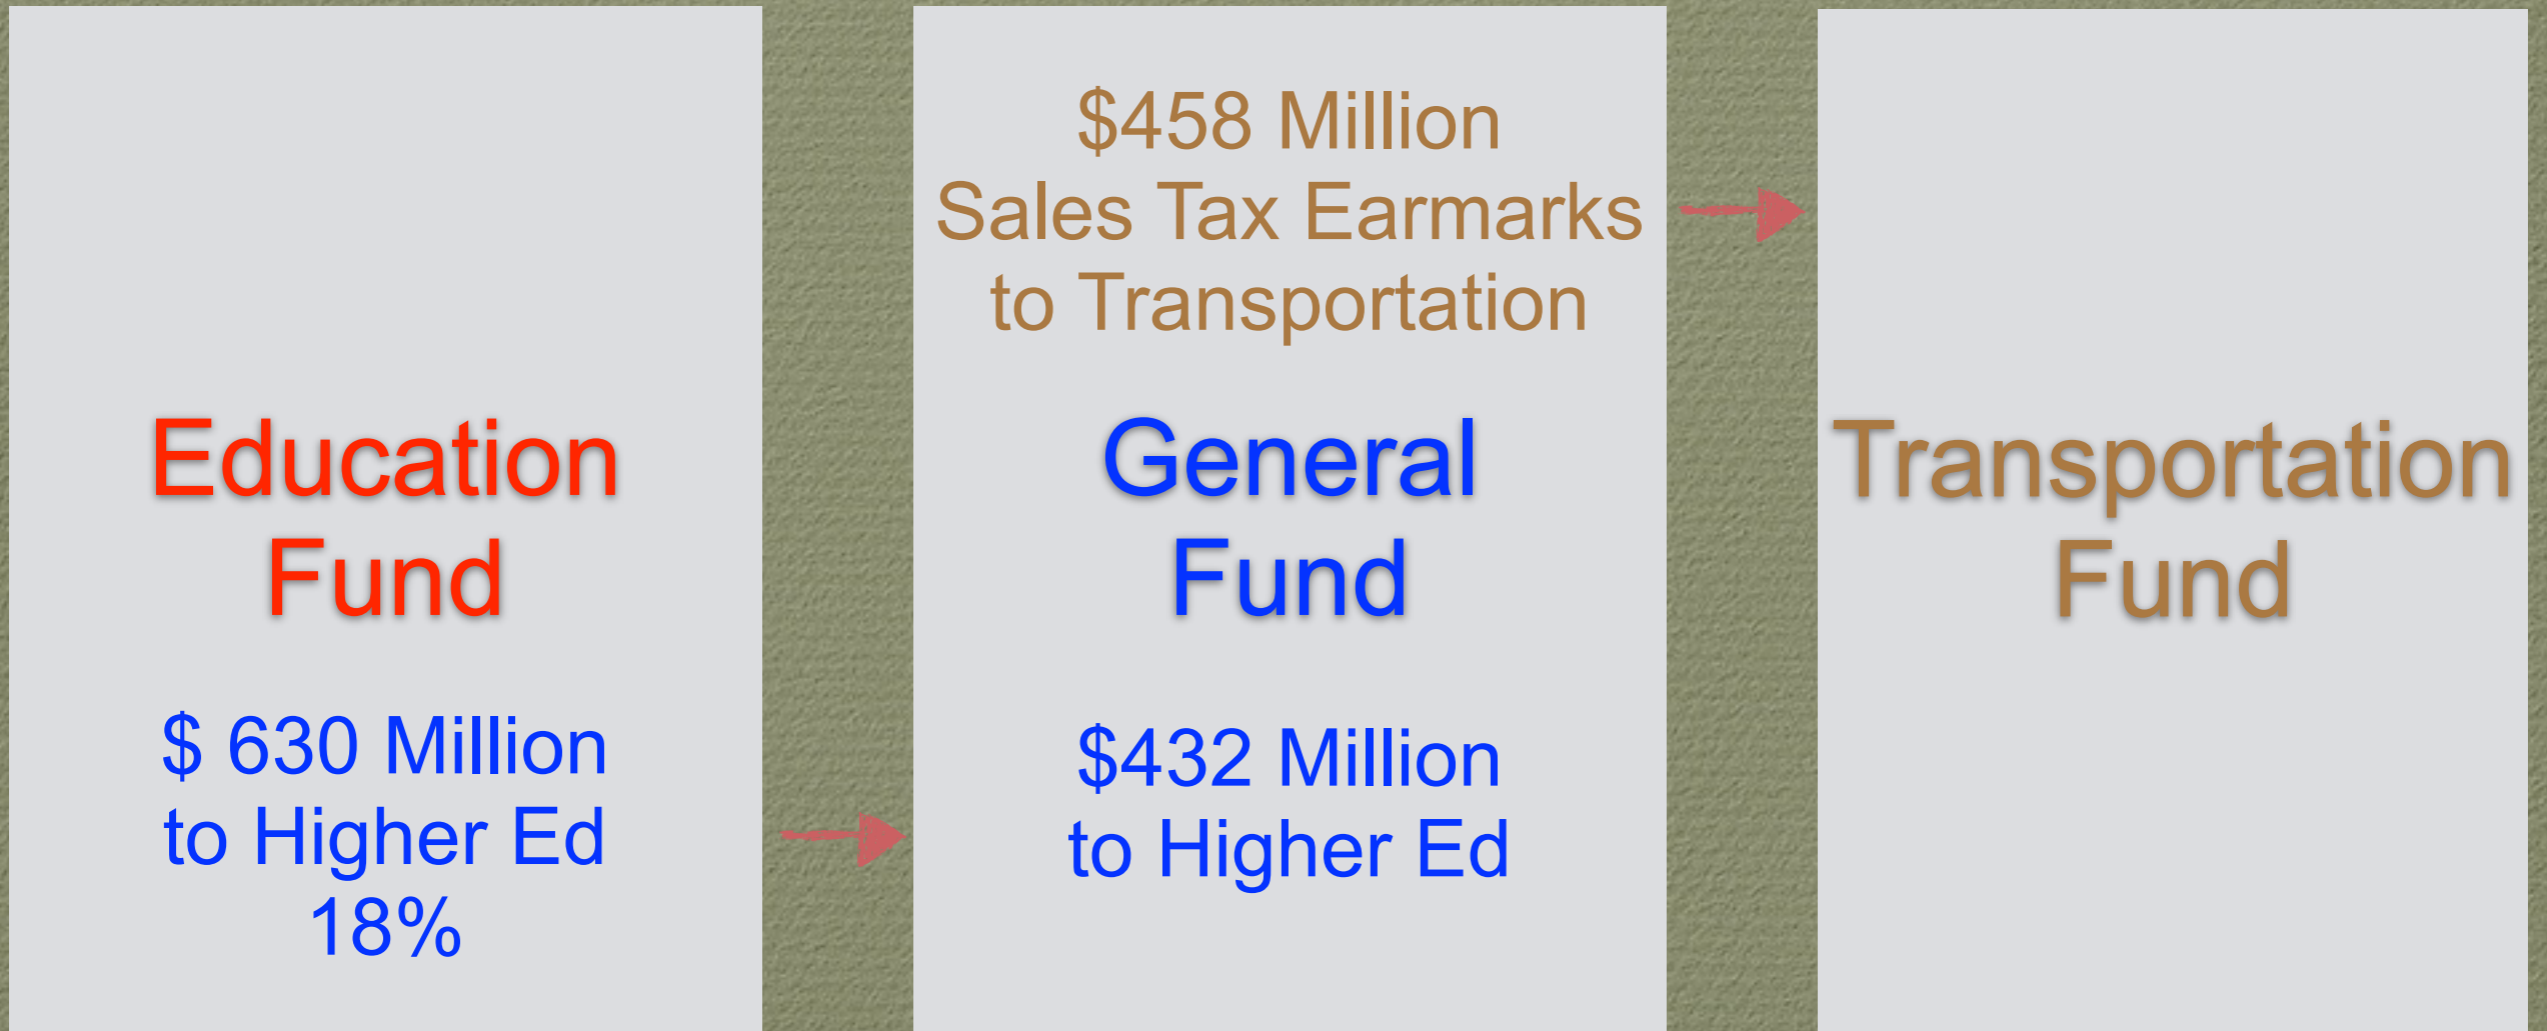 Education
Fund
$ 630 Million
to Higher Ed
18%
$458 Million
Sales Tax Earmarks
to Transportation
General
Fund
$432 Million
to Higher Ed
Transportation
Fund